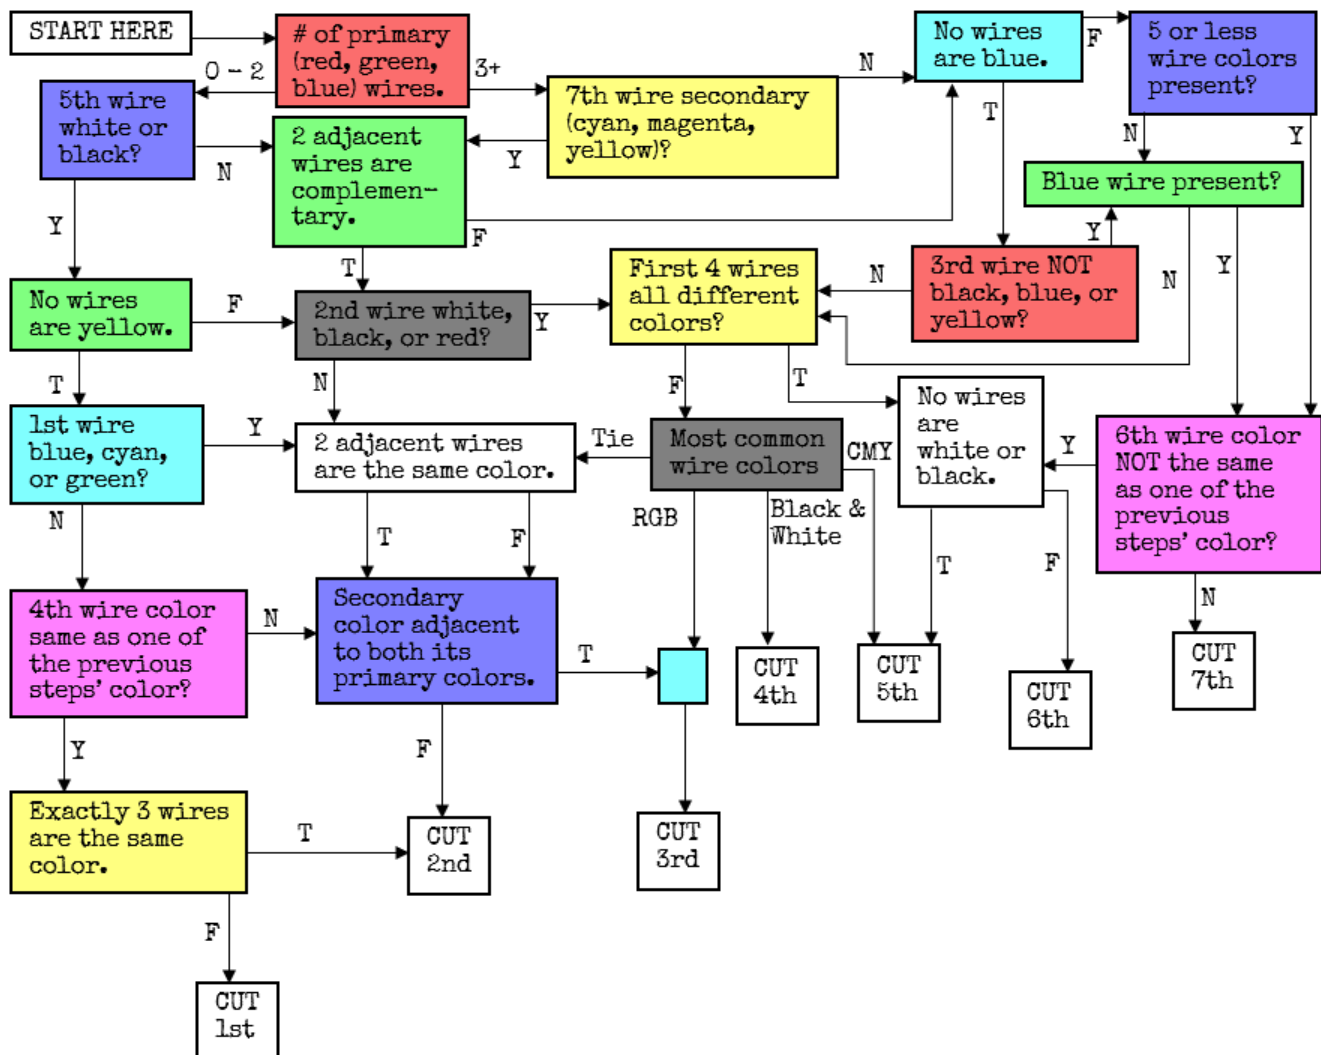 START HERE
# of primary
(red, green,
blue) wires.
0 - 2
3+
5th wire
white or
black?
N
Y
2 adjacent
wires are
complemen-
tary.
F
T
7th wire secondary
(cyan, magenta,
yellow)?
N
Y
No wires
are blue.
F
T
5 or less
wire colors
present?
N
Y
Blue wire present?
N
Y
3rd wire NOT
black, blue, or
yellow?
Y
N
First 4 wires
all different
colors?
F
T
No wires
are yellow.
F
T
2nd wire white,
black, or red?
Y
N
1st wire
blue, cyan,
or green?
Y
N
2 adjacent wires
are the same color.
T
F
Most common
wire colors
Tie
CMY
RGB
Black &
White
No wires
are
white or
black.
T
F
6th wire color
NOT the same
as one of the
previous
steps' color?
Y
N
4th wire color
same as one of
the previous
steps' color?
N
Y
Secondary
color adjacent
to both its
primary colors.
T
F
Exactly 3 wires
are the same
color.
T
F
CUT
1st
CUT
2nd
CUT
3rd
CUT
4th
CUT
5th
CUT
6th
CUT
7th